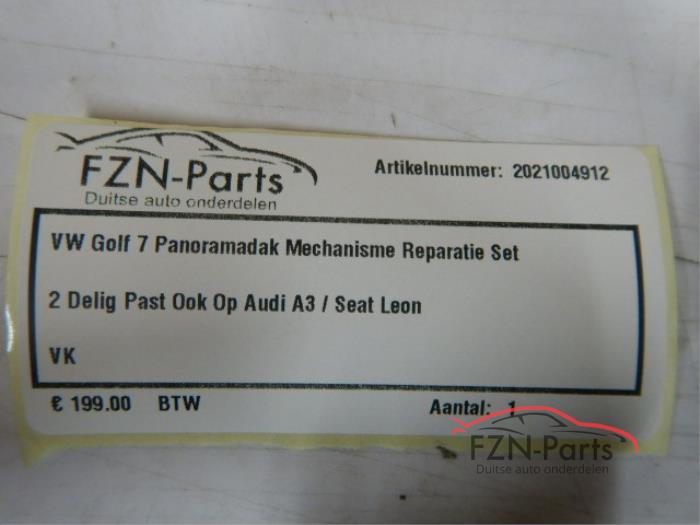 FZN-Parts
Duitse auto onderdelen
Artikelnummer: 2021004912
VW Golf 7 Panoramadak Mechanisme Reparatie Set
2 Delig Past Ook Op Audi A3 / Seat Leon
VK
€ 199.00 BTW
Aantal: 1
FZN-Parts
Duitse auto onderdelen